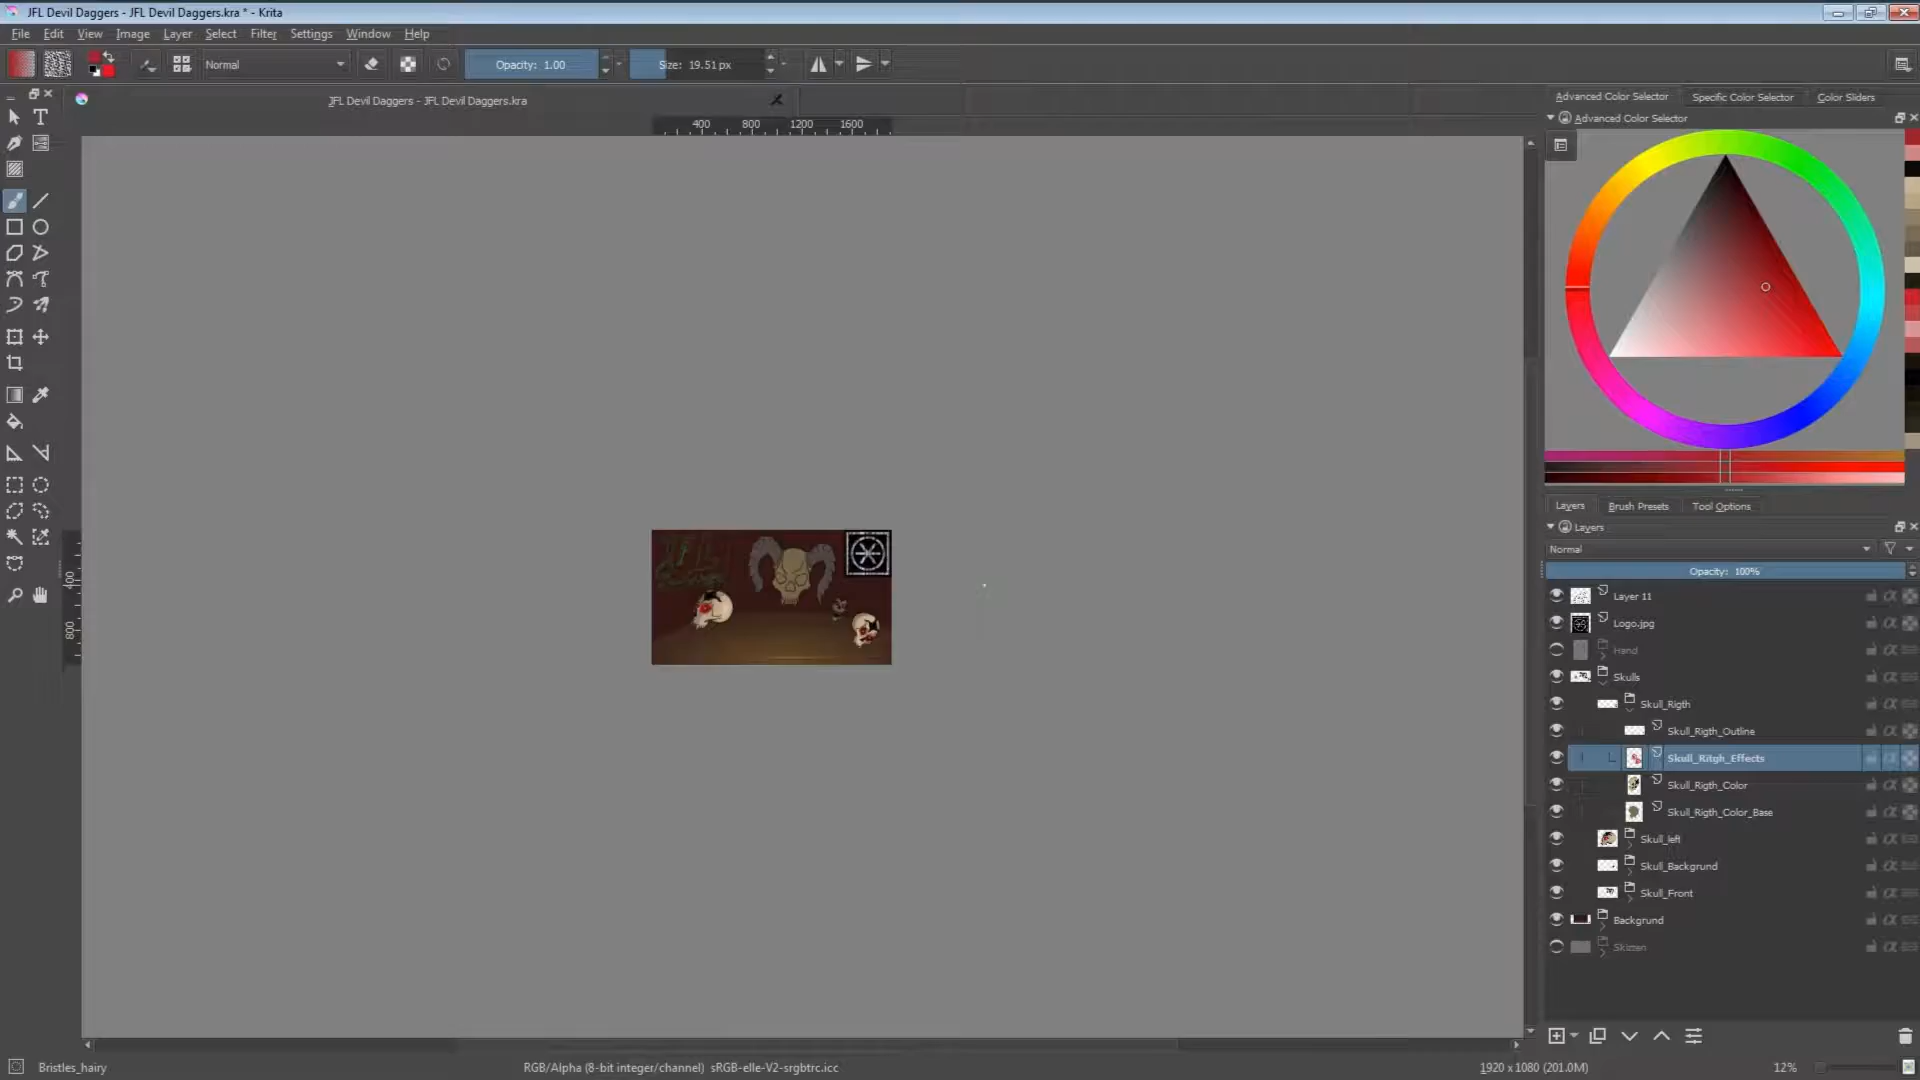 JFL Devil Daggers - JFL Devil Daggers.kra * - Krita
File Edit View Image Layer Select Filter Settings Window Help
Normal
Opacity: 1.00
Size: 19.51 px
JFL Devil Daggers - JFL Devil Daggers.kra
Advanced Color Selector
Specific Color Selector
Color Sliders
Advanced Color Selector
400 800 1200 1600
400
800
Layers
Brush Presets
Tool Options
Layers
Normal
Opacity: 100%
Layer 11
Logo.jpg
Hand
Skulls
Skull_Rigth
Skull_Rigth_Outline
Skull_Ritgh_Effects
Skull_Rigth_Color
Skull_Rigth_Color_Base
Skull_left
Skull_Backgrund
Skull_Front
Backgrund
Skizzen
Bristles_hairy
RGB/Alpha (8-bit integer/channel) sRGB-elle-V2-srgbtrc.icc
1920 x 1080 (201.0M)
12%